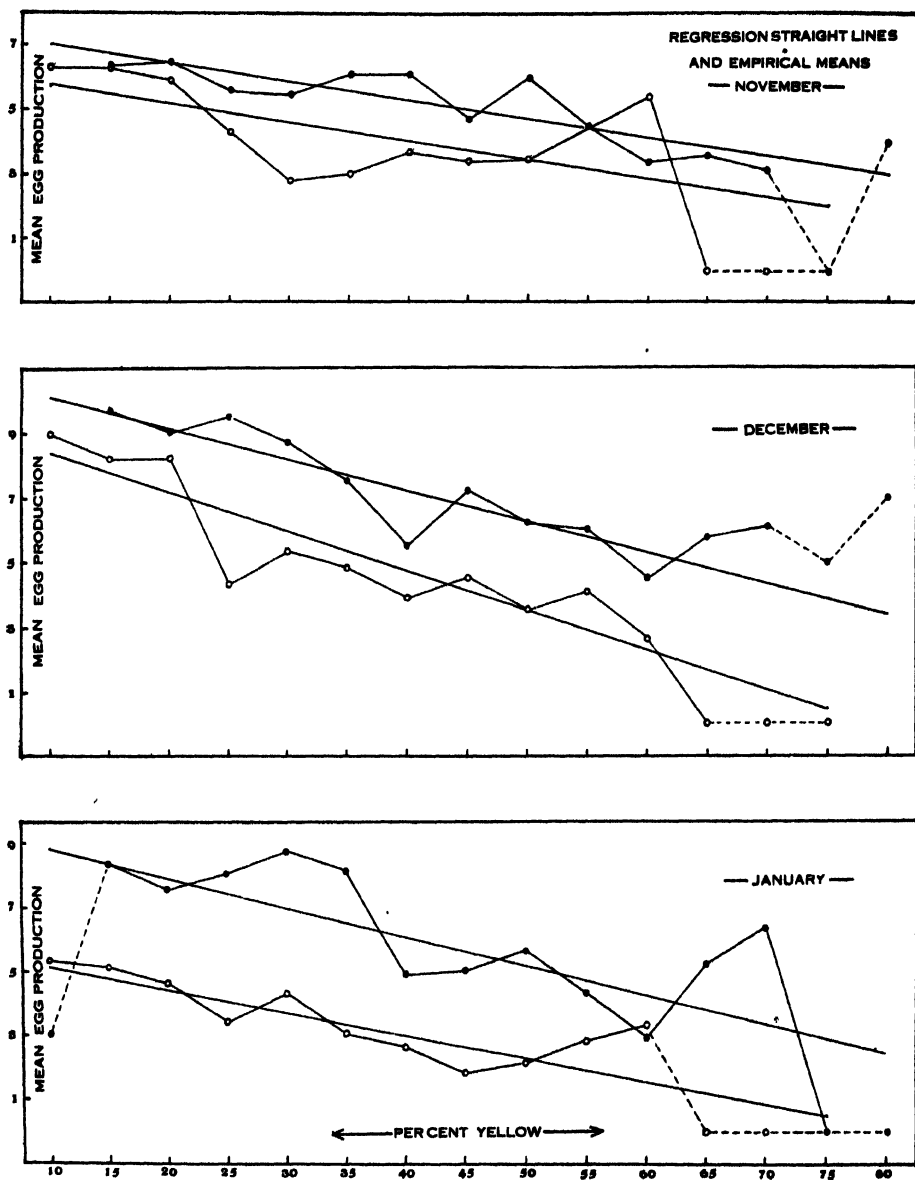 REGRESSION STRAIGHT LINES
AND EMPIRICAL MEANS
— NOVEMBER —
MEAN EGG PRODUCTION
7
5
3
1
— DECEMBER —
MEAN EGG PRODUCTION
9
7
5
3
1
— JANUARY —
MEAN EGG PRODUCTION
9
7
5
3
1
PER CENT YELLOW
10 15 20 25 30 35 40 45 50 55 60 65 70 75 80